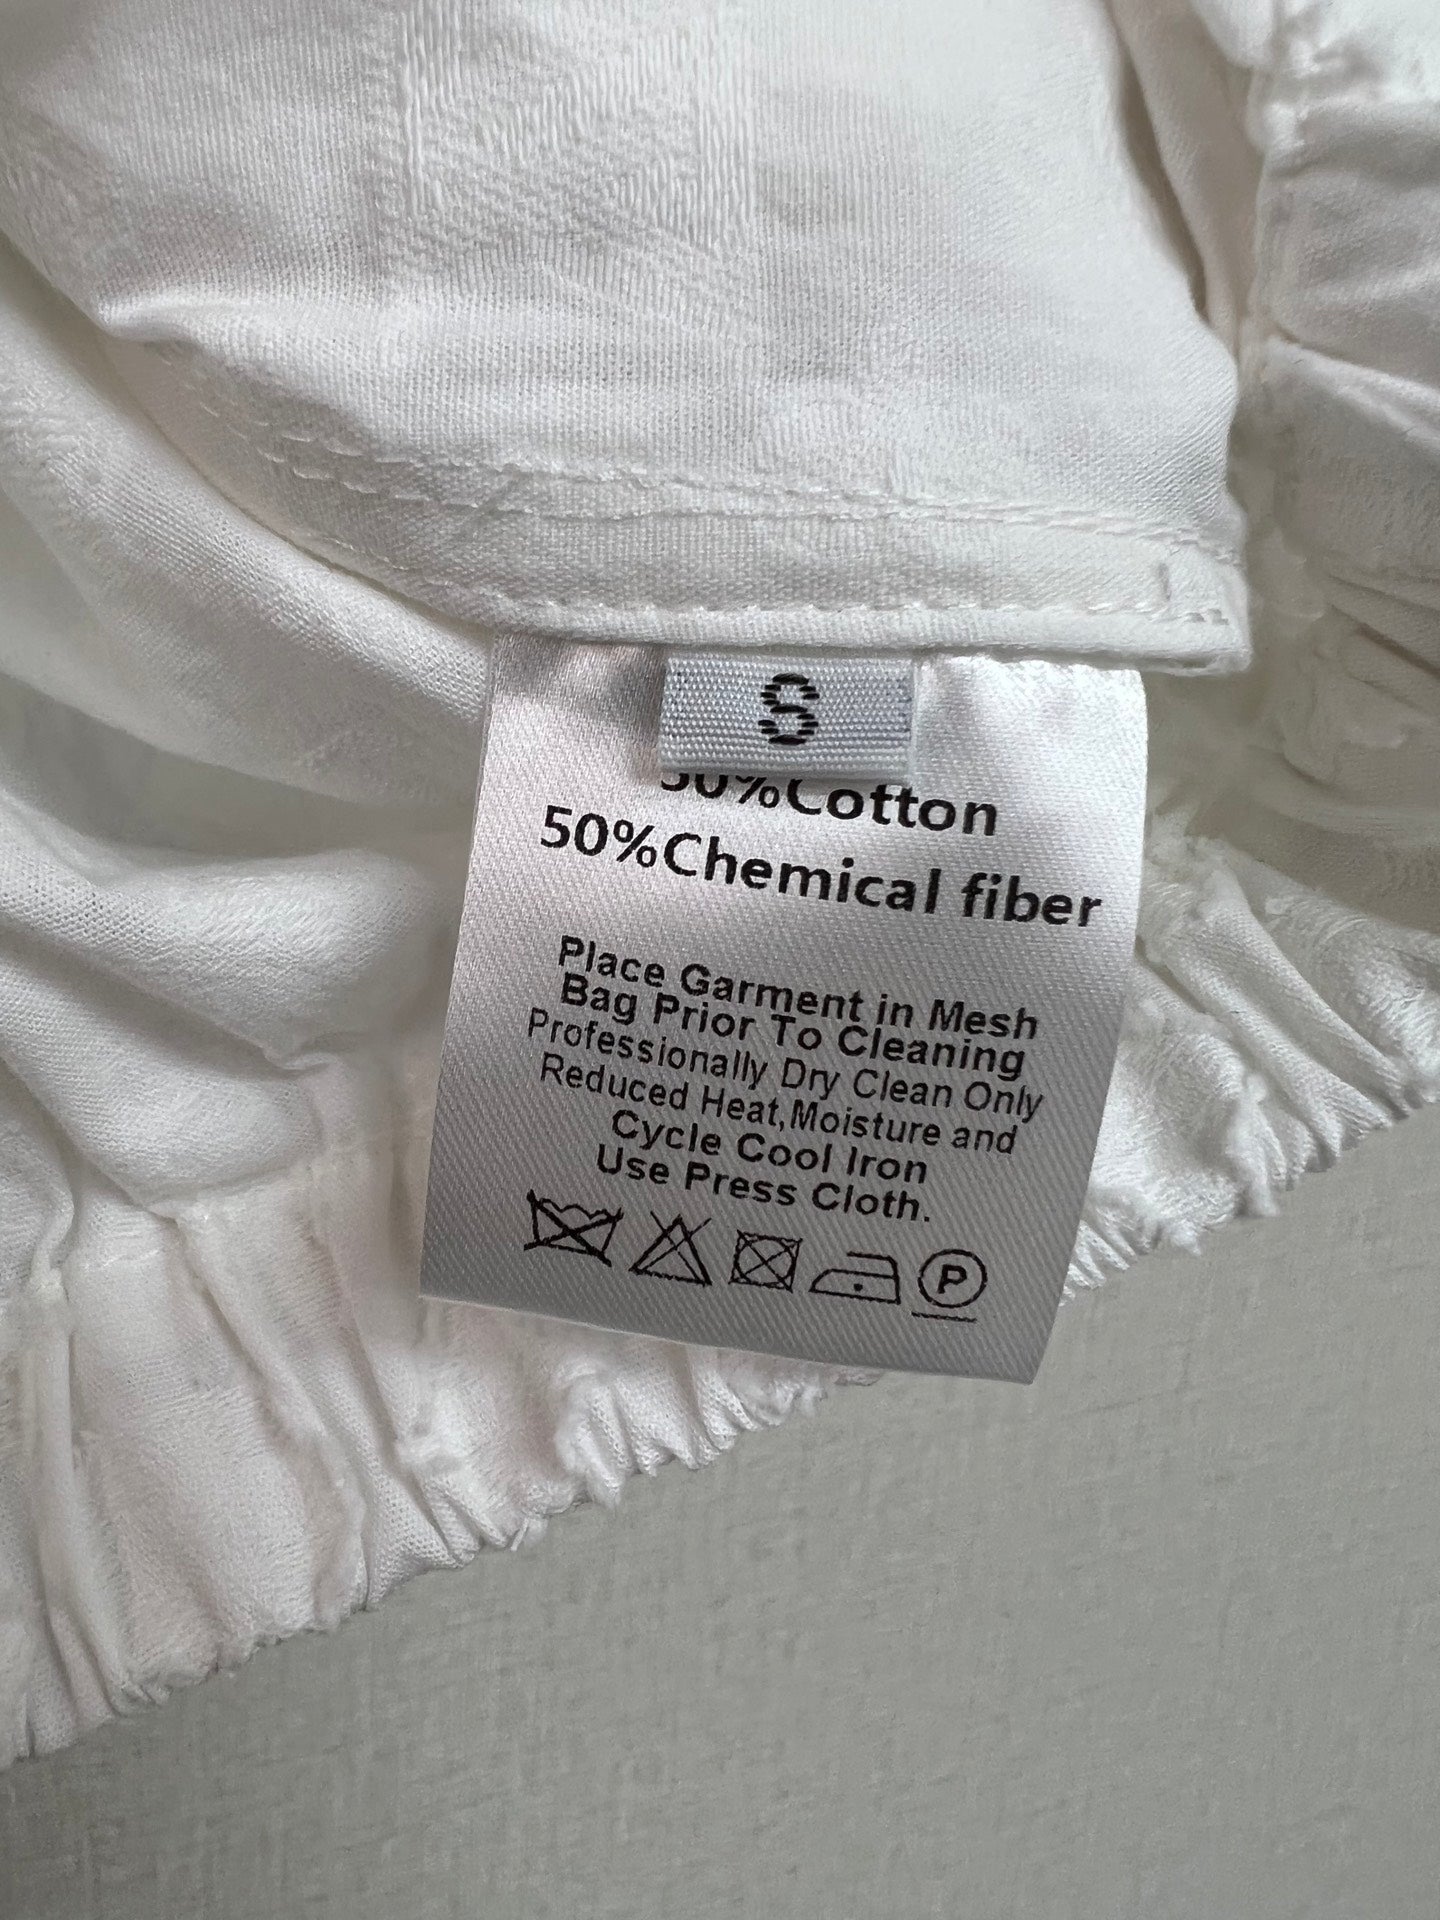 S
50%Cotton
50%Chemical fiber
Place Garment in Mesh
Bag Prior To Cleaning
Professionally Dry Clean Only
Reduced Heat,Moisture and
Cycle Cool Iron
Use Press Cloth.
P